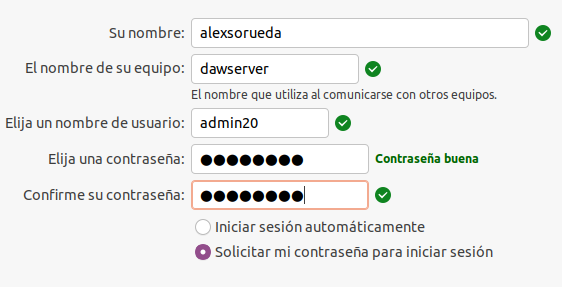 Su nombre: alexsorueda
El nombre de su equipo: dawserver
El nombre que utiliza al comunicarse con otros equipos.
Elija un nombre de usuario: admin20
Elija una contraseña: ●●●●●●●● Contraseña buena
Confirme su contraseña: ●●●●●●●●
Iniciar sesión automáticamente
Solicitar mi contraseña para iniciar sesión